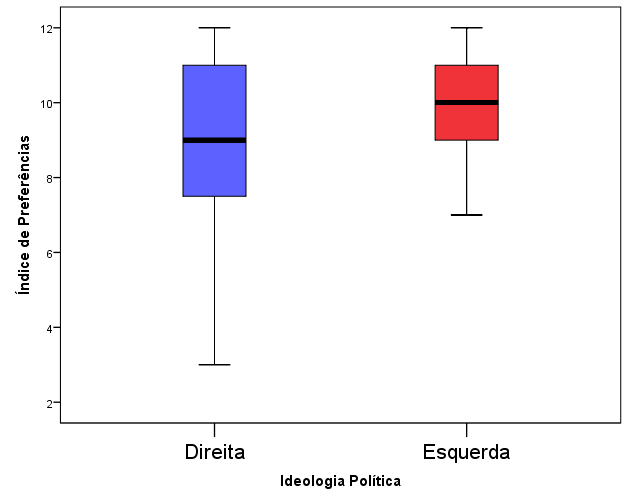 12
10
8
6
4
2
Índice de Preferências
Direita
Esquerda
Ideologia Política